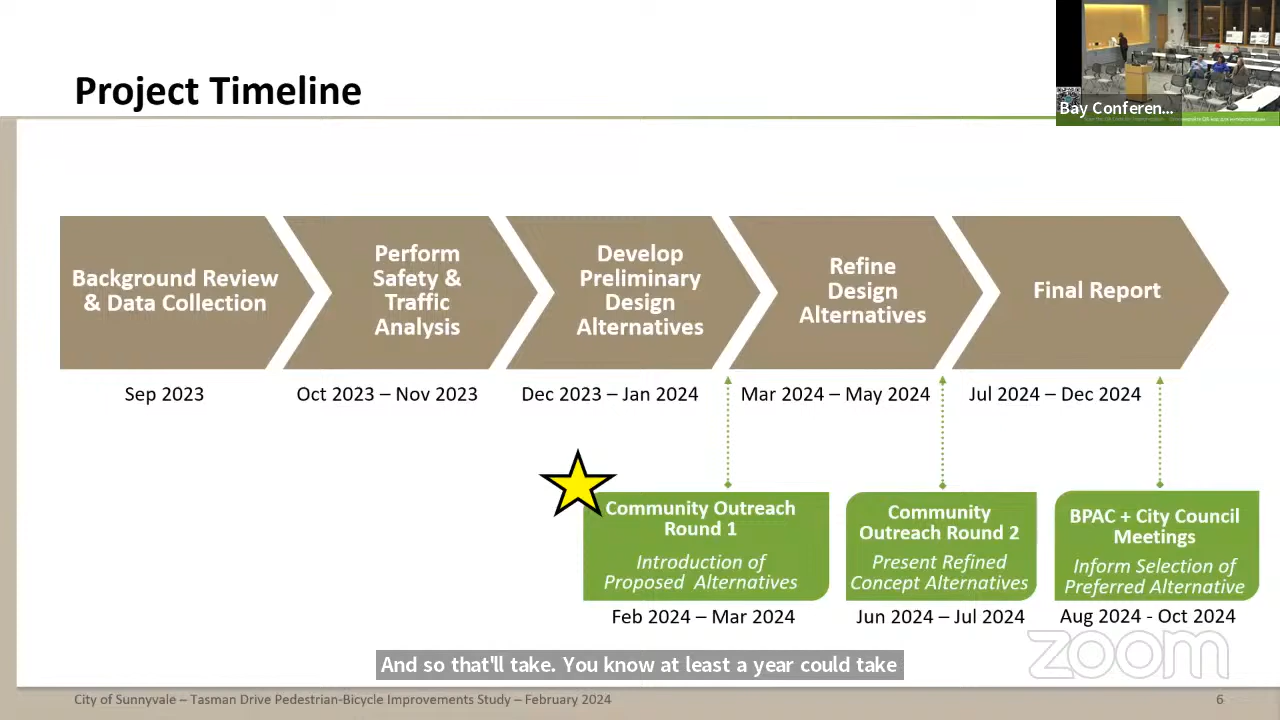 Project Timeline
Bay Conferen...
Background Review
& Data Collection
Perform
Safety &
Traffic
Analysis
Develop
Preliminary
Design
Alternatives
Refine
Design
Alternatives
Final Report
Sep 2023
Oct 2023 – Nov 2023
Dec 2023 – Jan 2024
Mar 2024 – May 2024
Jul 2024 – Dec 2024
Community Outreach
Round 1
Introduction of
Proposed Alternatives
Community
Outreach Round 2
Present Refined
Concept Alternatives
BPAC + City Council
Meetings
Inform Selection of
Preferred Alternative
Feb 2024 – Mar 2024
Jun 2024 – Jul 2024
Aug 2024 - Oct 2024
zoom
And so that'll take. You know at least a year could take
City of Sunnyvale – Tasman Drive Pedestrian-Bicycle Improvements Study – February 2024
6